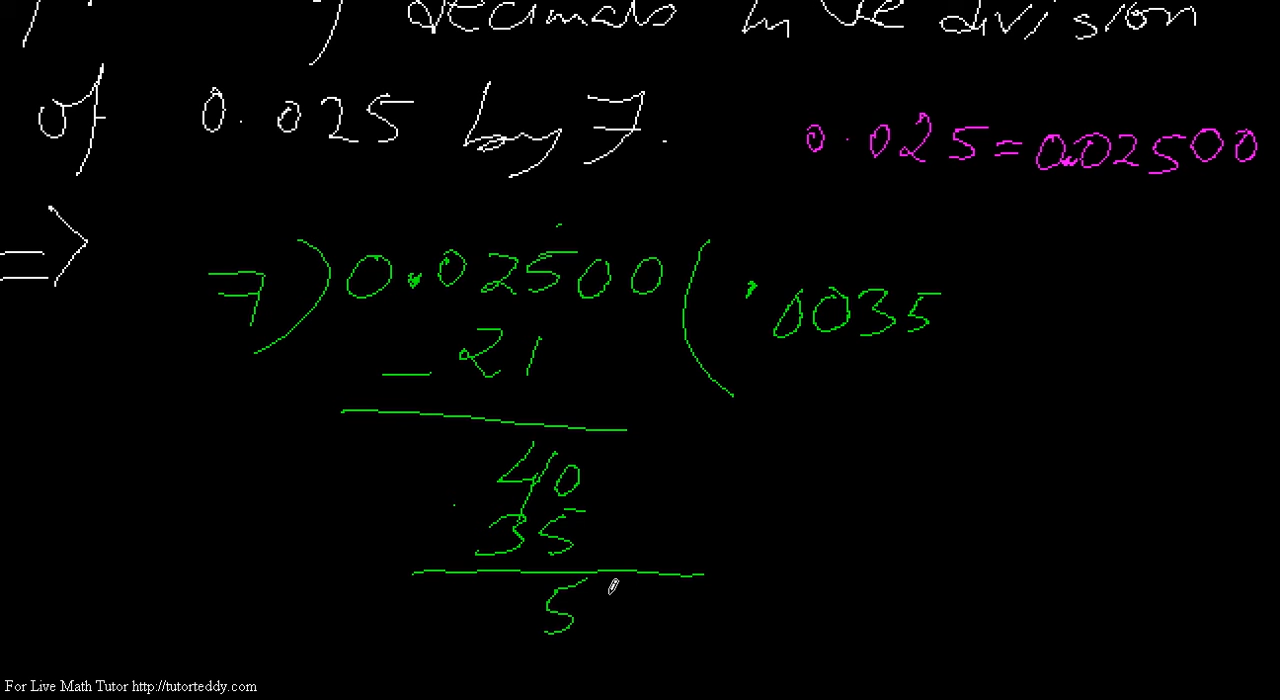 decimals in the division
of 0.025 by 7.
0.025 = 0.02500
=>
7 ) 0.02500 ( .0035
- 21
40
35
5
For Live Math Tutor http://tutorteddy.com